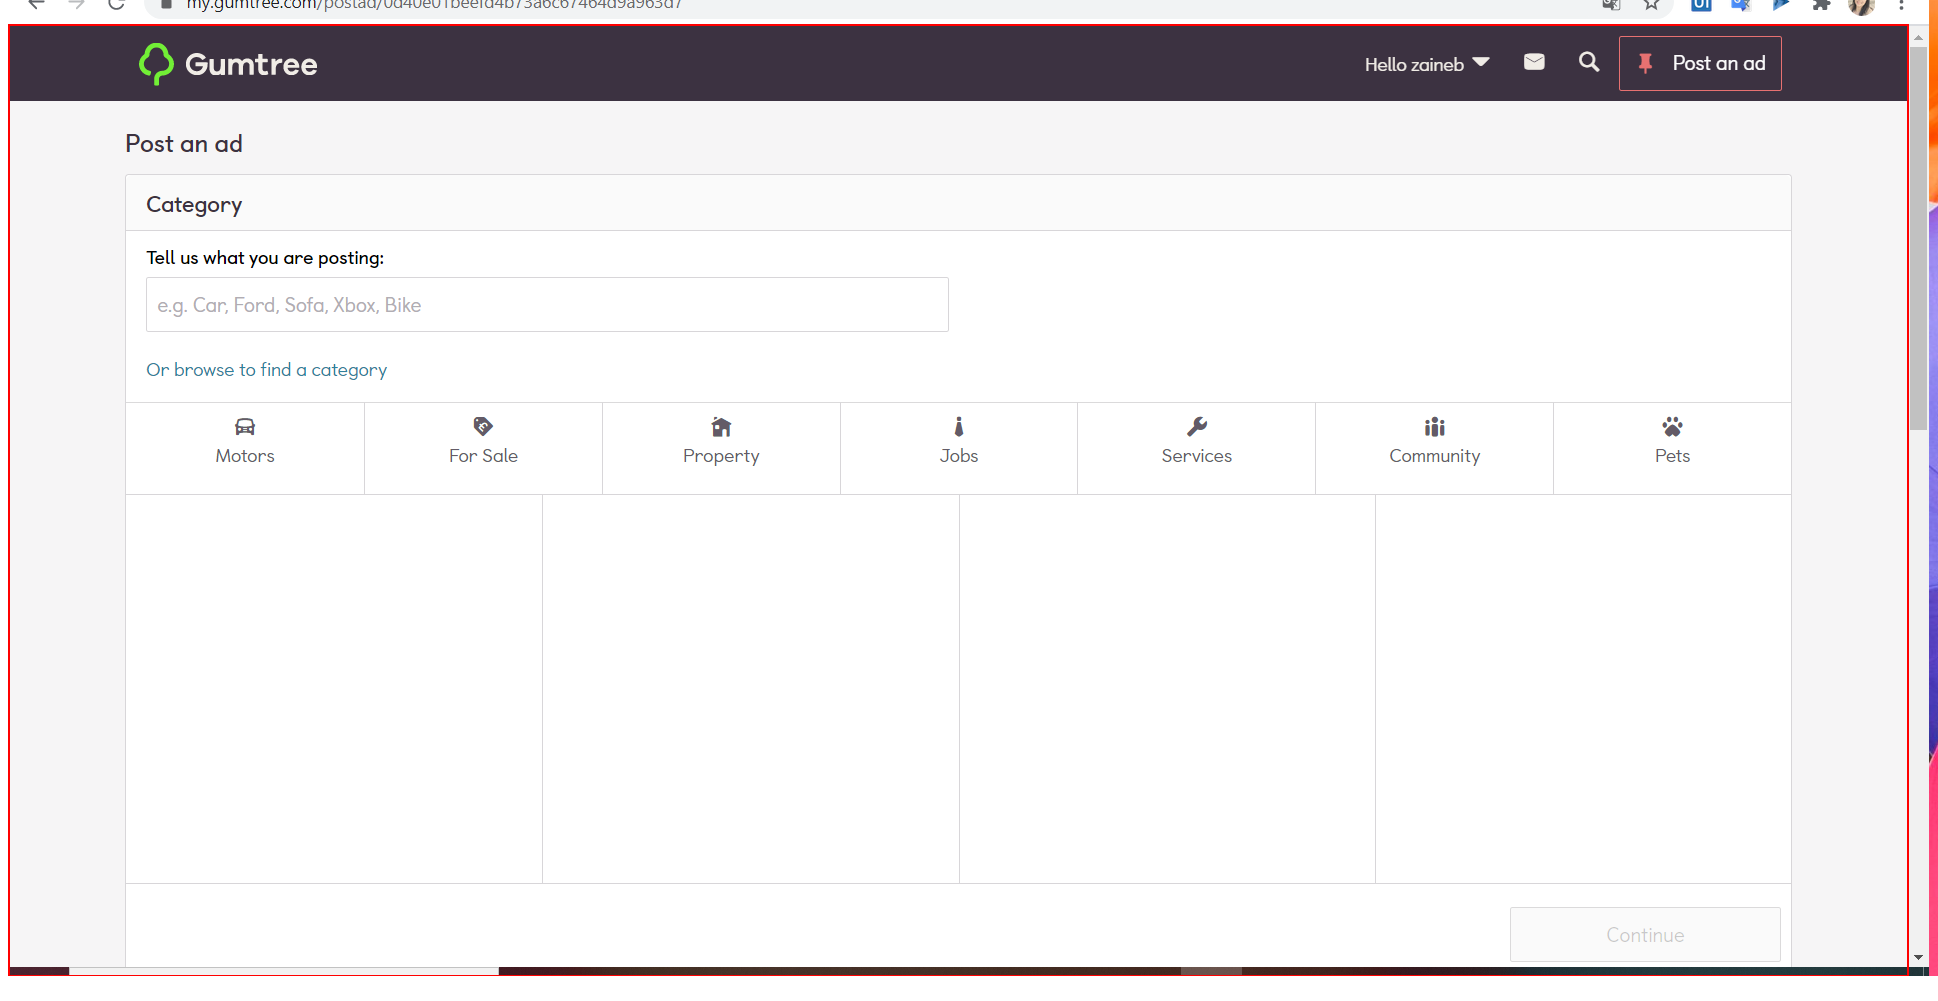 my.gumtree.com/postad/0d40e01beefd4b73a6c67464d9a963d7
Gumtree
Hello zaineb
Post an ad
Post an ad
Category
Tell us what you are posting:
e.g. Car, Ford, Sofa, Xbox, Bike
Or browse to find a category
Motors
For Sale
Property
Jobs
Services
Community
Pets
Continue